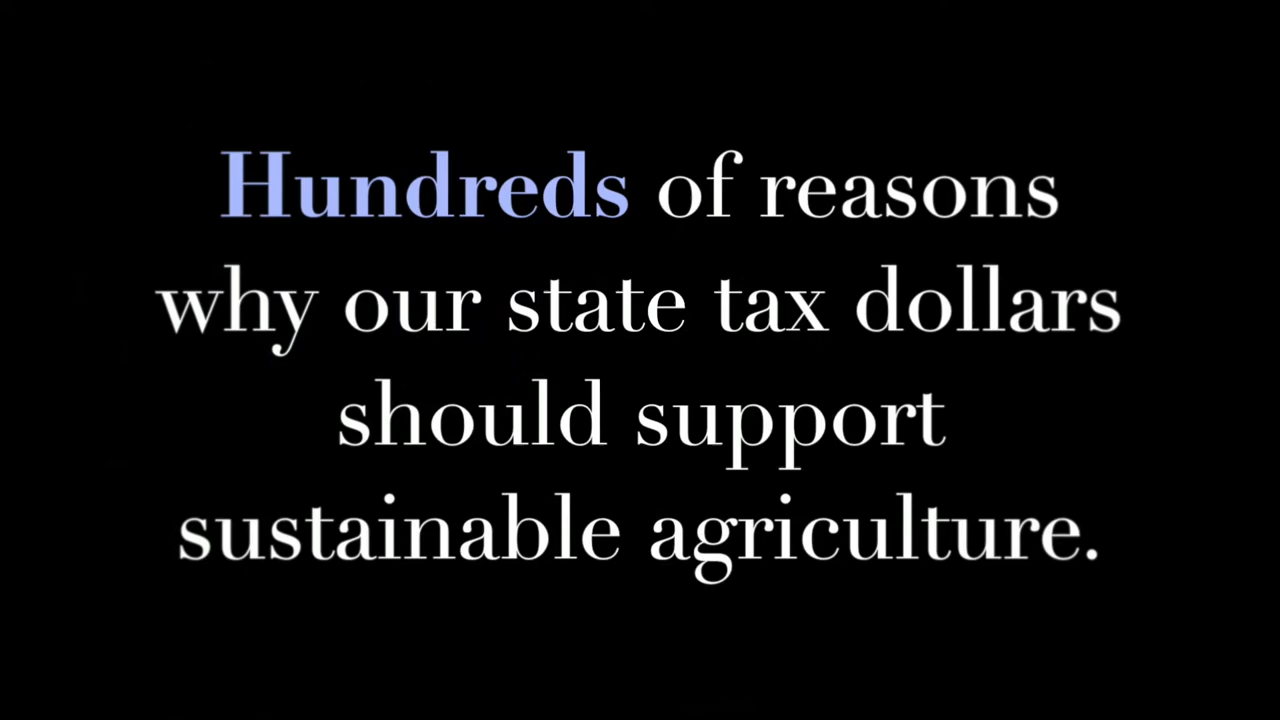 Hundreds of reasons
why our state tax dollars
should support
sustainable agriculture.